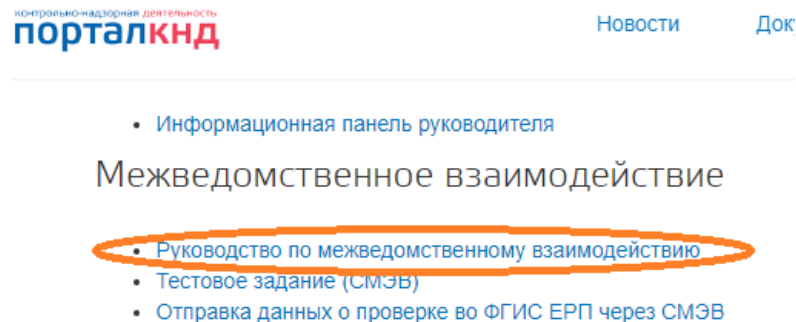 контрольно-надзорная деятельность
порталкнд
Новости
Док
Информационная панель руководителя
Межведомственное взаимодействие
Руководство по межведомственному взаимодействию
Тестовое задание (СМЭВ)
Отправка данных о проверке во ФГИС ЕРП через СМЭВ